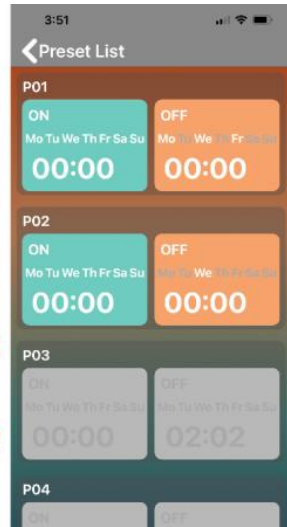 3:51
Preset List
P01
ON
Mo Tu We Th Fr Sa Su
00:00
OFF
Mo Tu We Th Fr Sa Su
00:00
P02
ON
Mo Tu We Th Fr Sa Su
00:00
OFF
Mo Tu We Th Fr Sa Su
00:00
P03
ON
Mo Tu We Th Fr Sa Su
00:00
OFF
Mo Tu We Th Fr Sa Su
02:02
P04
ON
OFF